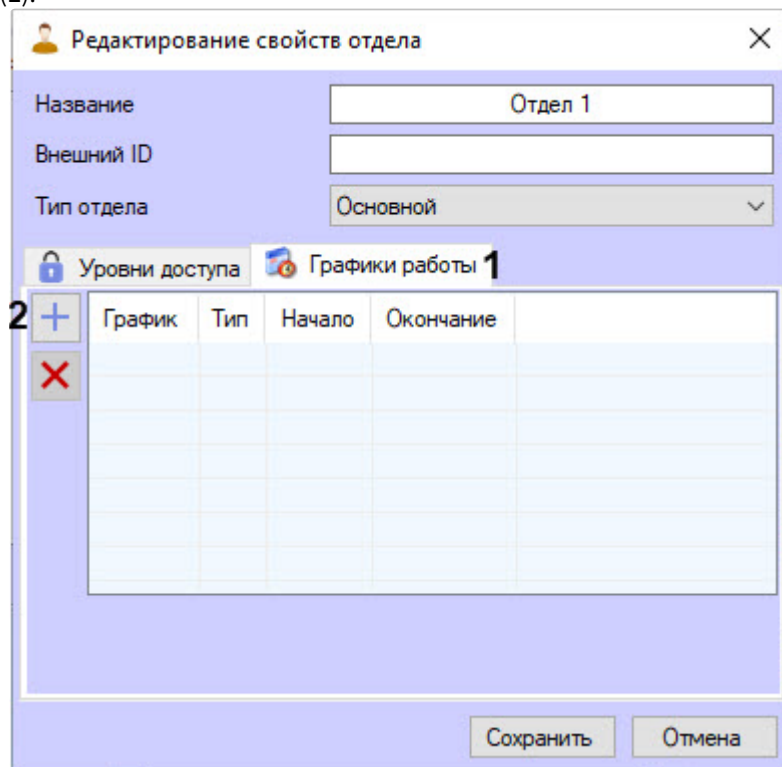 (2).
Редактирование свойств отдела
Название Отдел 1
Внешний ID
Тип отдела Основной
Уровни доступа Графики работы 1
2 График Тип Начало Окончание
Сохранить Отмена